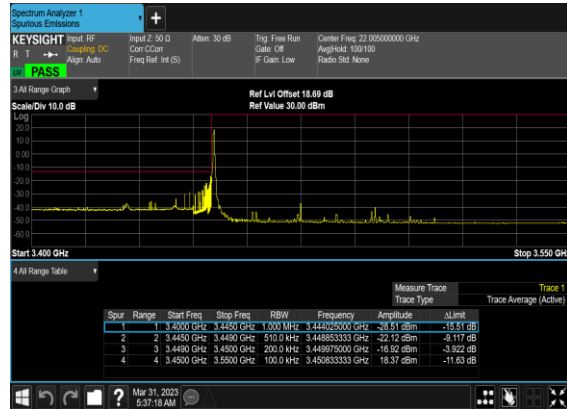 Spectrum Analyzer 1
Spurious Emissions
KEYSIGHT Input: RF Input Z: 50 Ω Atten: 30 dB Trig: Free Run Center Freq: 22.005000000 GHz
R T Coupling: DC Corr CCorr Gate: Off Avg|Hold: 100/100
Align: Auto Freq Ref: Int (S) IF Gain: Low Radio Std: None
PASS
3 All Range Graph
Ref Lvl Offset 18.69 dB
Scale/Div 10.0 dB Ref Value 30.00 dBm
Log
20.0
10.0
0.00
-10.0
-20.0
-30.0
-40.0
-50.0
-60.0
Start 3.400 GHz Stop 3.550 GH
4 All Range Table
Measure Trace Trace 1
Trace Type Trace Average (Active)
Spur Range Start Freq Stop Freq RBW Frequency Amplitude ΔLimit
1 1 3.4000 GHz 3.4450 GHz 1.000 MHz 3.444025000 GHz -28.51 dBm -15.51 dB
2 2 3.4450 GHz 3.4490 GHz 510.0 kHz 3.448853333 GHz -22.12 dBm -9.117 dB
3 3 3.4490 GHz 3.4500 GHz 200.0 kHz 3.449975000 GHz -16.92 dBm -3.922 dB
4 4 3.4500 GHz 3.5500 GHz 100.0 kHz 3.450833333 GHz 18.37 dBm -11.63 dB
? Mar 31, 2023
5:37:18 AM